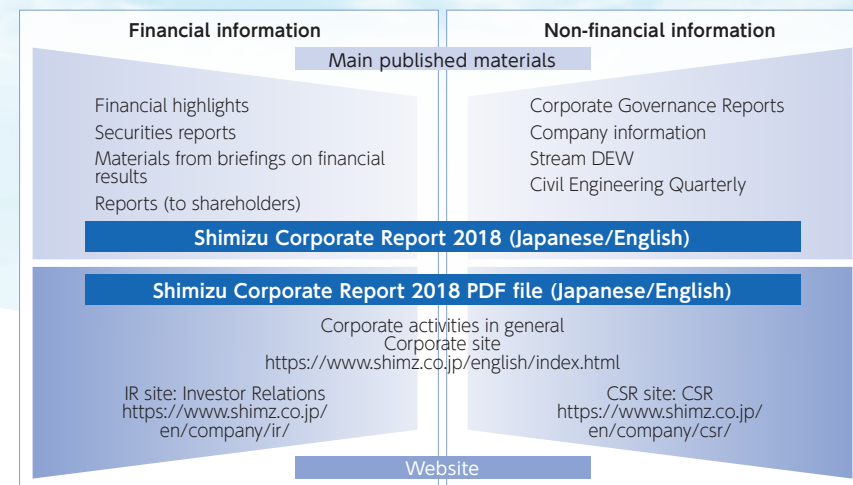 Financial information
Non-financial information
Main published materials
Financial highlights
Securities reports
Materials from briefings on financial
results
Reports (to shareholders)
Corporate Governance Reports
Company information
Stream DEW
Civil Engineering Quarterly
Shimizu Corporate Report 2018 (Japanese/English)
Shimizu Corporate Report 2018 PDF file (Japanese/English)
Corporate activities in general
Corporate site
https://www.shimz.co.jp/english/index.html
IR site: Investor Relations
https://www.shimz.co.jp/
en/company/ir/
CSR site: CSR
https://www.shimz.co.jp/
en/company/csr/
Website